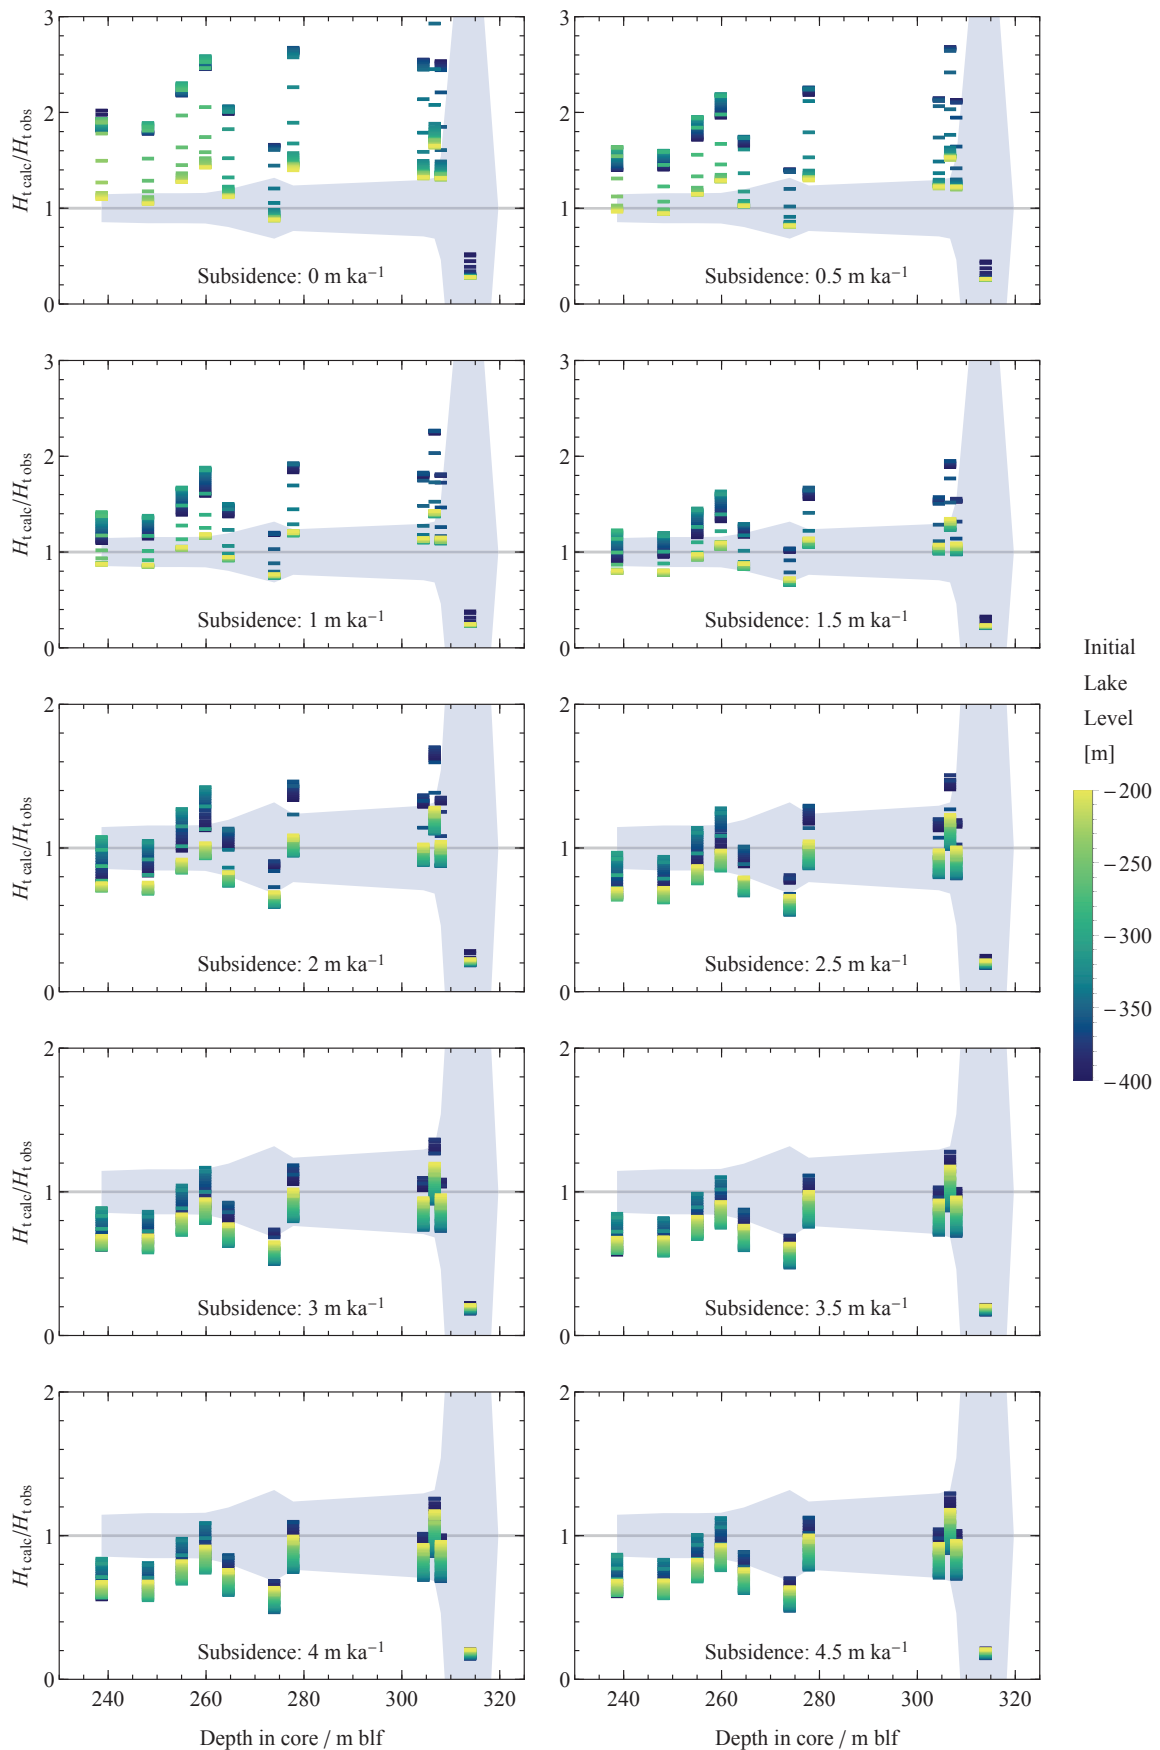 3
2
1
0
H t calc/H t obs
Subsidence: 0 m ka⁻¹
3
2
1
0
Subsidence: 0.5 m ka⁻¹
3
2
1
0
H t calc/H t obs
Subsidence: 1 m ka⁻¹
3
2
1
0
Subsidence: 1.5 m ka⁻¹
2
1
0
H t calc/H t obs
Subsidence: 2 m ka⁻¹
2
1
0
Subsidence: 2.5 m ka⁻¹
2
1
0
H t calc/H t obs
Subsidence: 3 m ka⁻¹
2
1
0
Subsidence: 3.5 m ka⁻¹
2
1
0
H t calc/H t obs
Subsidence: 4 m ka⁻¹
240 260 280 300 320
Depth in core / m blf
2
1
0
Subsidence: 4.5 m ka⁻¹
240 260 280 300 320
Depth in core / m blf
Initial
Lake
Level
[m]
−200
−250
−300
−350
−400